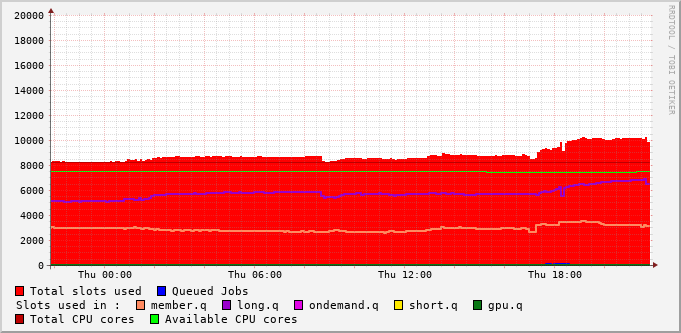 RRDTOOL / TOBI OETIKER
20000
18000
16000
14000
12000
10000
8000
6000
4000
2000
0
Thu 00:00 Thu 06:00 Thu 12:00 Thu 18:00
Total slots used Queued Jobs
Slots used in : member.q long.q ondemand.q short.q gpu.q
Total CPU cores Available CPU cores